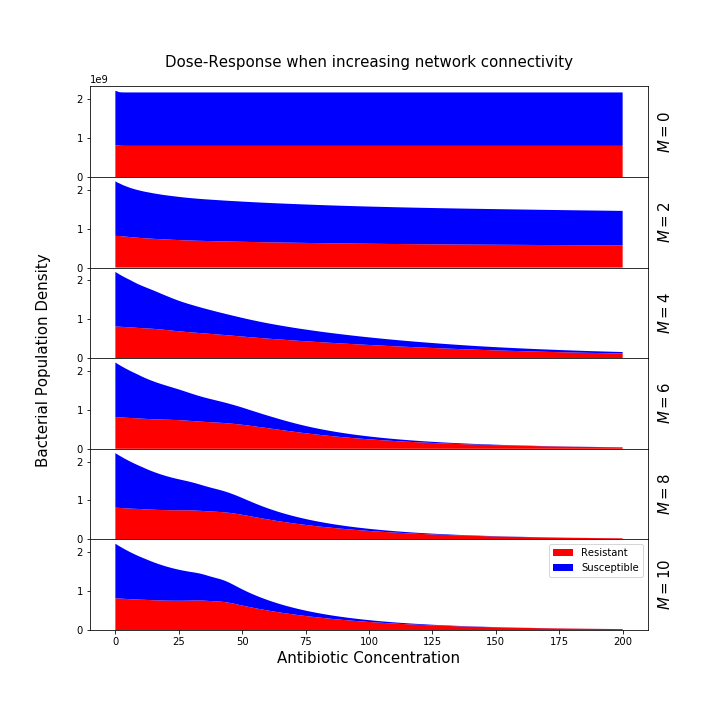 Dose-Response when increasing network connectivity
1e9
2
1
0
M = 0
2
1
0
M = 2
2
1
0
M = 4
2
1
0
M = 6
2
1
0
M = 8
2
1
0
M = 10
Resistant
Susceptible
Bacterial Population Density
0 25 50 75 100 125 150 175 200
Antibiotic Concentration